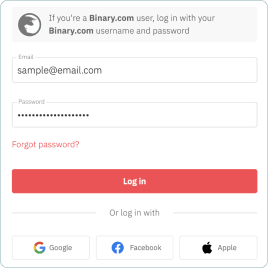 If you're a Binary.com user, log in with your
Binary.com username and password
Email
sample@email.com
Password
••••••••••••••••••••
Forgot password?
Log in
Or log in with
Google
Facebook
Apple